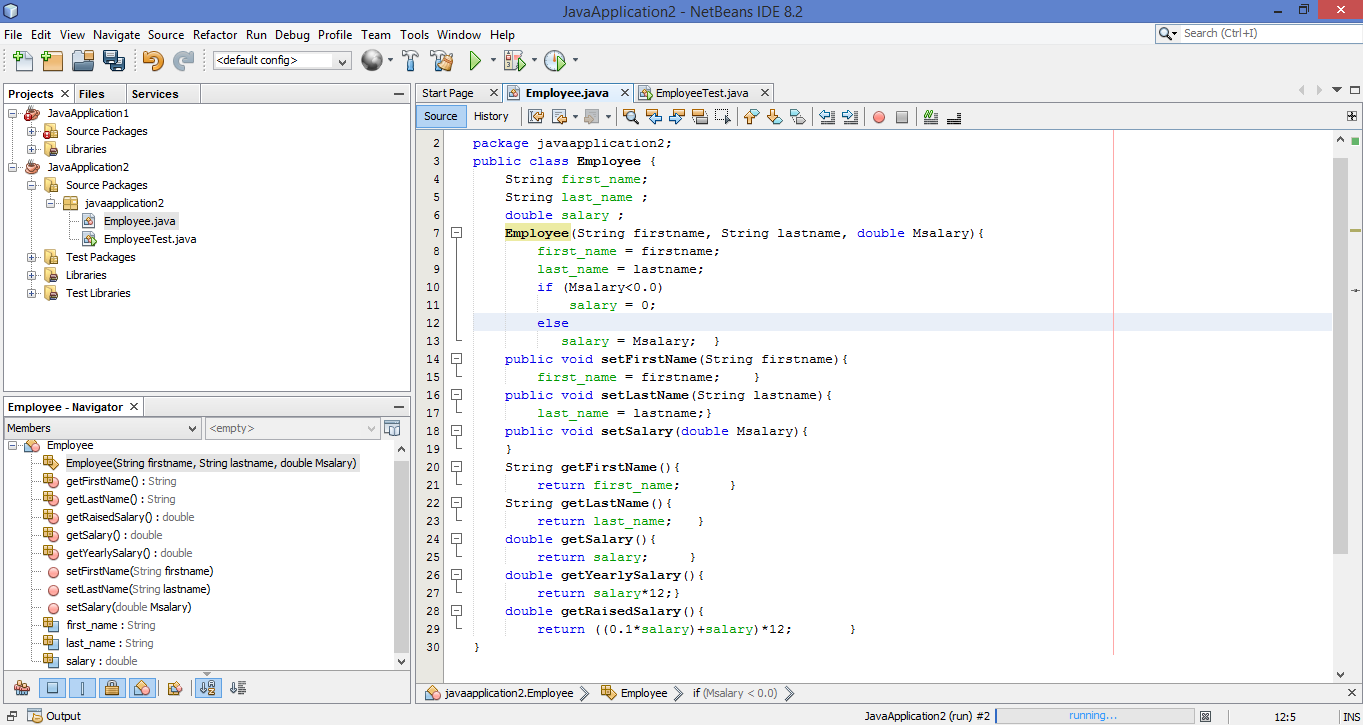 JavaApplication2 - NetBeans IDE 8.2
File Edit View Navigate Source Refactor Run Debug Profile Team Tools Window Help
Search (Ctrl+I)
<default config>
Projects Files Services
JavaApplication1
Source Packages
Libraries
JavaApplication2
Source Packages
javaapplication2
Employee.java
EmployeeTest.java
Test Packages
Libraries
Test Libraries
Employee - Navigator
Members <empty>
Employee
Employee(String firstname, String lastname, double Msalary)
getFirstName() : String
getLastName() : String
getRaisedSalary() : double
getSalary() : double
getYearlySalary() : double
setFirstName(String firstname)
setLastName(String lastname)
setSalary(double Msalary)
first_name : String
last_name : String
salary : double
Start Page Employee.java EmployeeTest.java
Source History
2 package javaapplication2;
3 public class Employee {
4 String first_name;
5 String last_name ;
6 double salary ;
7 Employee(String firstname, String lastname, double Msalary){
8 first_name = firstname;
9 last_name = lastname;
10 if (Msalary<0.0)
11 salary = 0;
12 else
13 salary = Msalary; }
14 public void setFirstName(String firstname){
15 first_name = firstname; }
16 public void setLastName(String lastname){
17 last_name = lastname;}
18 public void setSalary(double Msalary){
19 }
20 String getFirstName(){
21 return first_name; }
22 String getLastName(){
23 return last_name; }
24 double getSalary(){
25 return salary; }
26 double getYearlySalary(){
27 return salary*12;}
28 double getRaisedSalary(){
29 return ((0.1*salary)+salary)*12; }
30 }
javaapplication2.Employee Employee if (Msalary < 0.0)
Output JavaApplication2 (run) #2 running... 12:5 INS